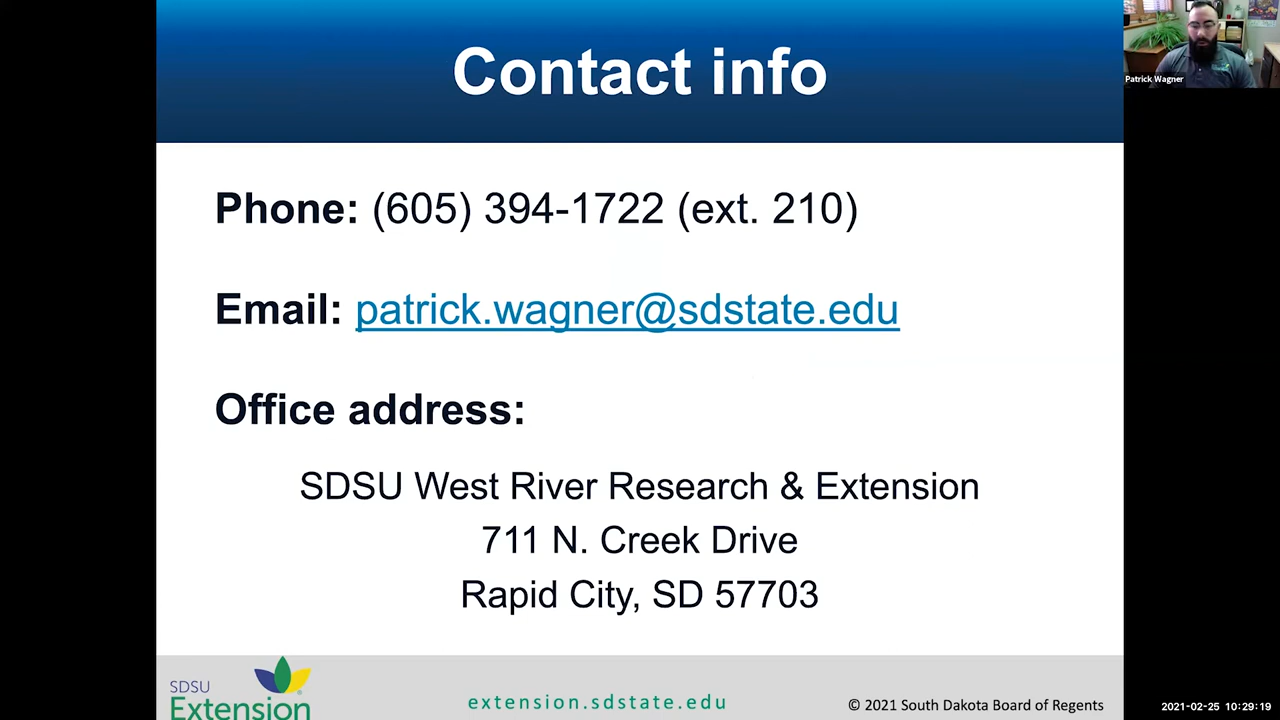 Contact info
Patrick Wagner
Phone: (605) 394-1722 (ext. 210)
Email: patrick.wagner@sdstate.edu
Office address:
SDSU West River Research & Extension
711 N. Creek Drive
Rapid City, SD 57703
SDSU
Extension
extension.sdstate.edu
© 2021 South Dakota Board of Regents
2021-02-25 10:29:19